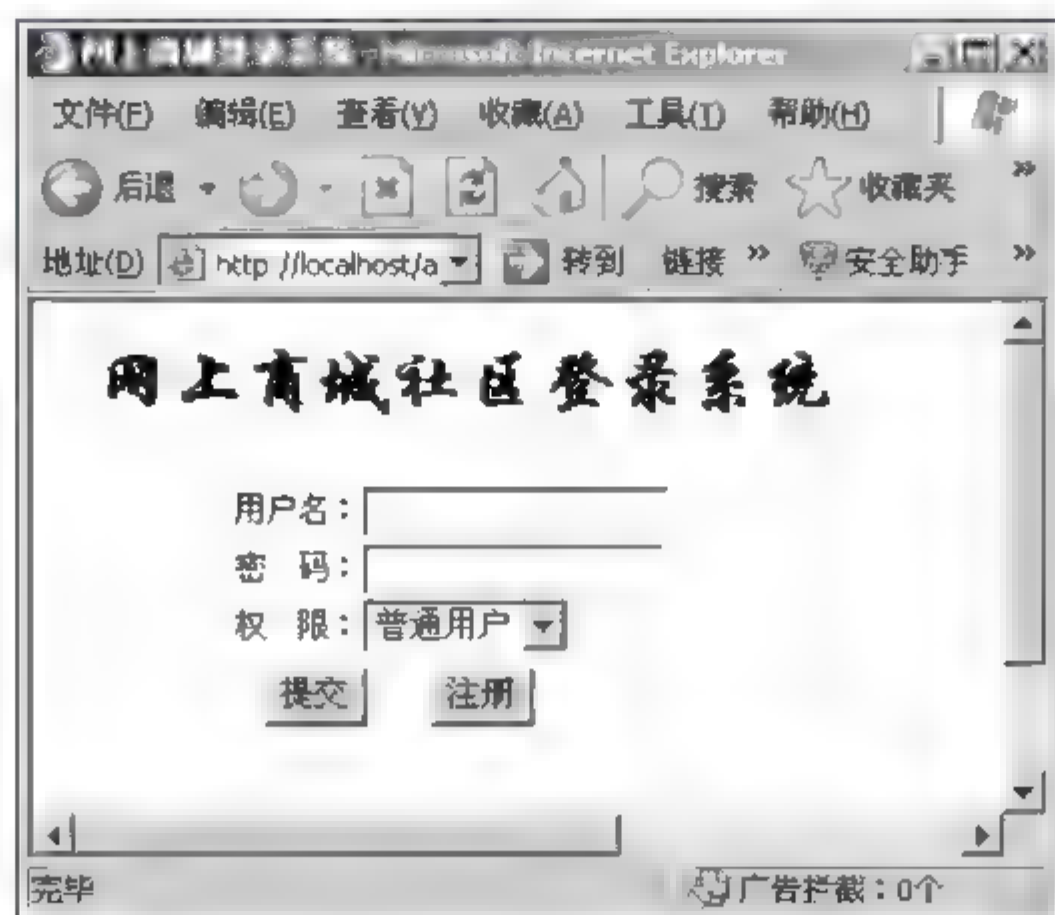 Microsoft Internet Explorer
文件(F) 编辑(E) 查看(V) 收藏(A) 工具(T) 帮助(H)
后退 搜索 收藏夹 »
地址(D) http //localhost/a 转到 链接 » 安全助手 »
网上商城社区登录系统
用户名：
密 码：
权 限： 普通用户
提交 注册
完毕 广告拦截：0个